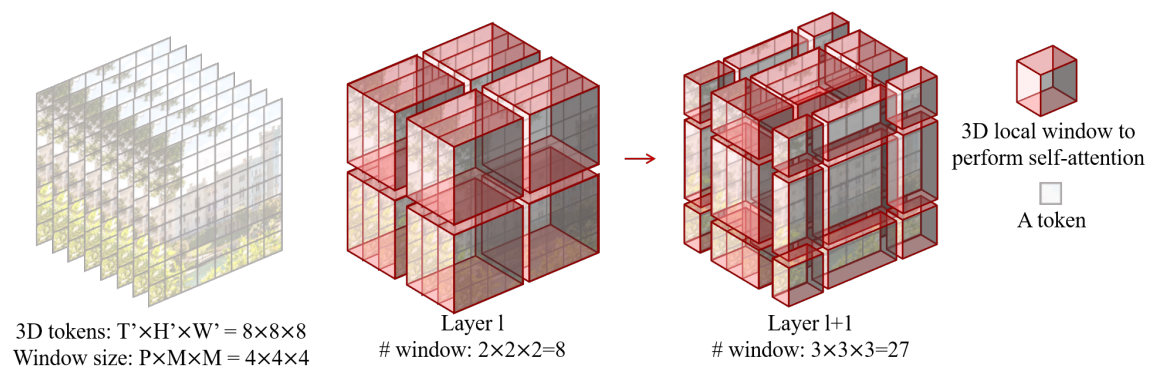 3D tokens: T’×H’×W’ = 8×8×8
Window size: P×M×M = 4×4×4
Layer l
# window: 2×2×2=8
Layer l+1
# window: 3×3×3=27
3D local window to
perform self-attention
A token